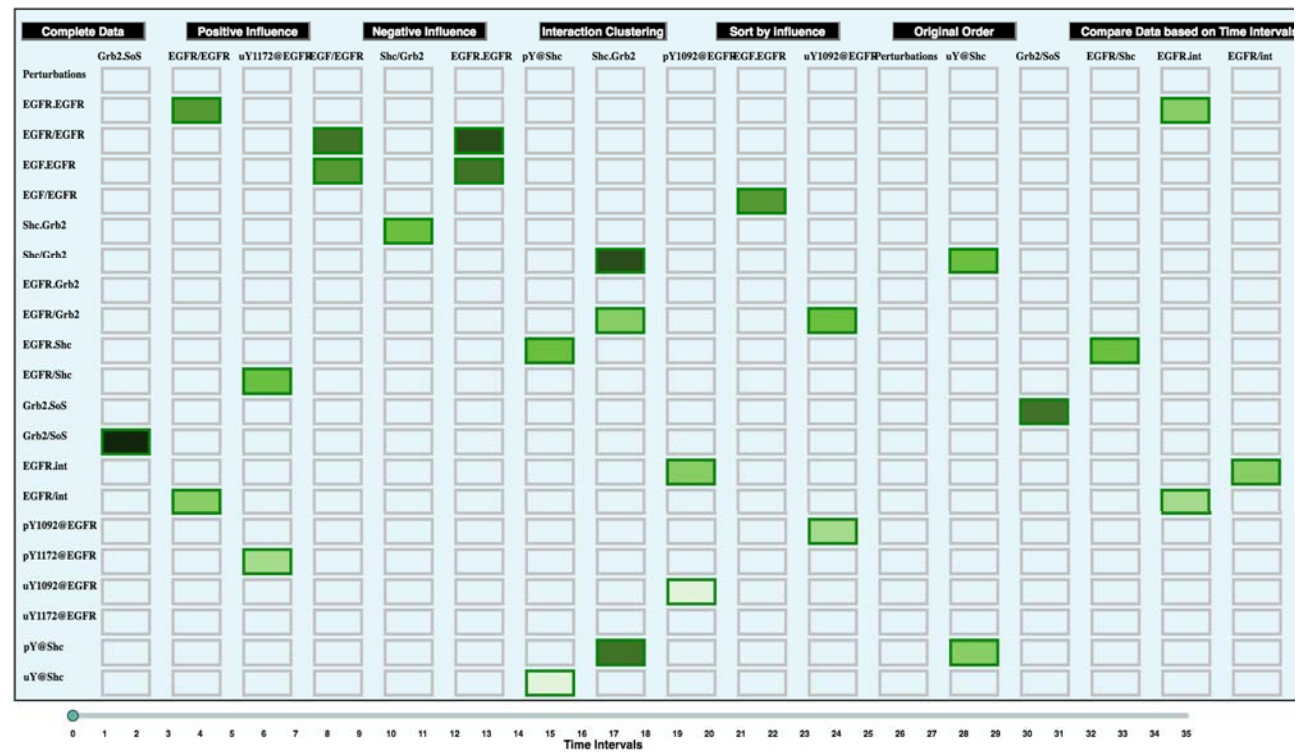 Complete Data Positive Influence Negative Influence Interaction Clustering Sort by Influence Original Order Compare Data based on Time Intervals
Grb2.SoS EGFR/EGFR uY1172@EGFR EGF/EGFR Shc/Grb2 EGFR.EGFR pY@Shc Shc.Grb2 pY1092@EGFR EGF.EGFR uY1092@EGFR Perturbations uY@Shc Grb2/SoS EGFR/Shc EGFR.int EGFR/int
Perturbations
EGFR.EGFR
EGFR/EGFR
EGF.EGFR
EGF/EGFR
Shc.Grb2
Shc/Grb2
EGFR.Grb2
EGFR/Grb2
EGFR.Shc
EGFR/Shc
Grb2.SoS
Grb2/SoS
EGFR.int
EGFR/int
pY1092@EGFR
pY1172@EGFR
uY1092@EGFR
uY1172@EGFR
pY@Shc
uY@Shc
0 1 2 3 4 5 6 7 8 9 10 11 12 13 14 15 16 17 18 19 20 21 22 23 24 25 26 27 28 29 30 31 32 33 34 35
Time Intervals